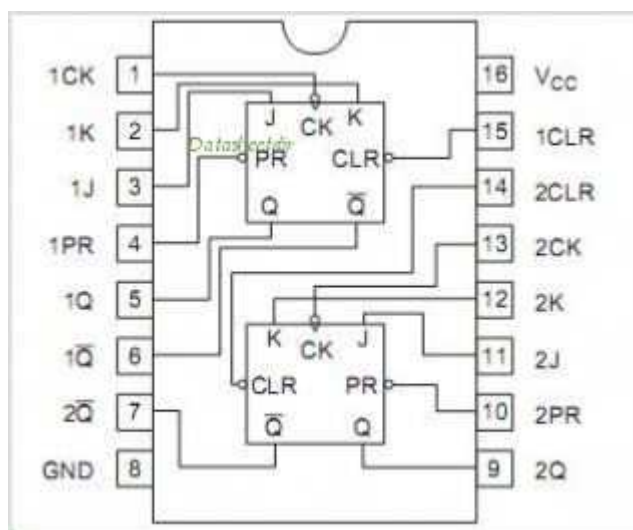 1CK 1 16 VCC
J CK K
1K 2 15 1CLR
Datasheetdir
PR CLR
1J 3 14 2CLR
Q Q̅
1PR 4 13 2CK
1Q 5 12 2K
K CK J
1Q̅ 6 11 2J
CLR PR
2Q̅ 7 10 2PR
Q̅ Q
GND 8 9 2Q